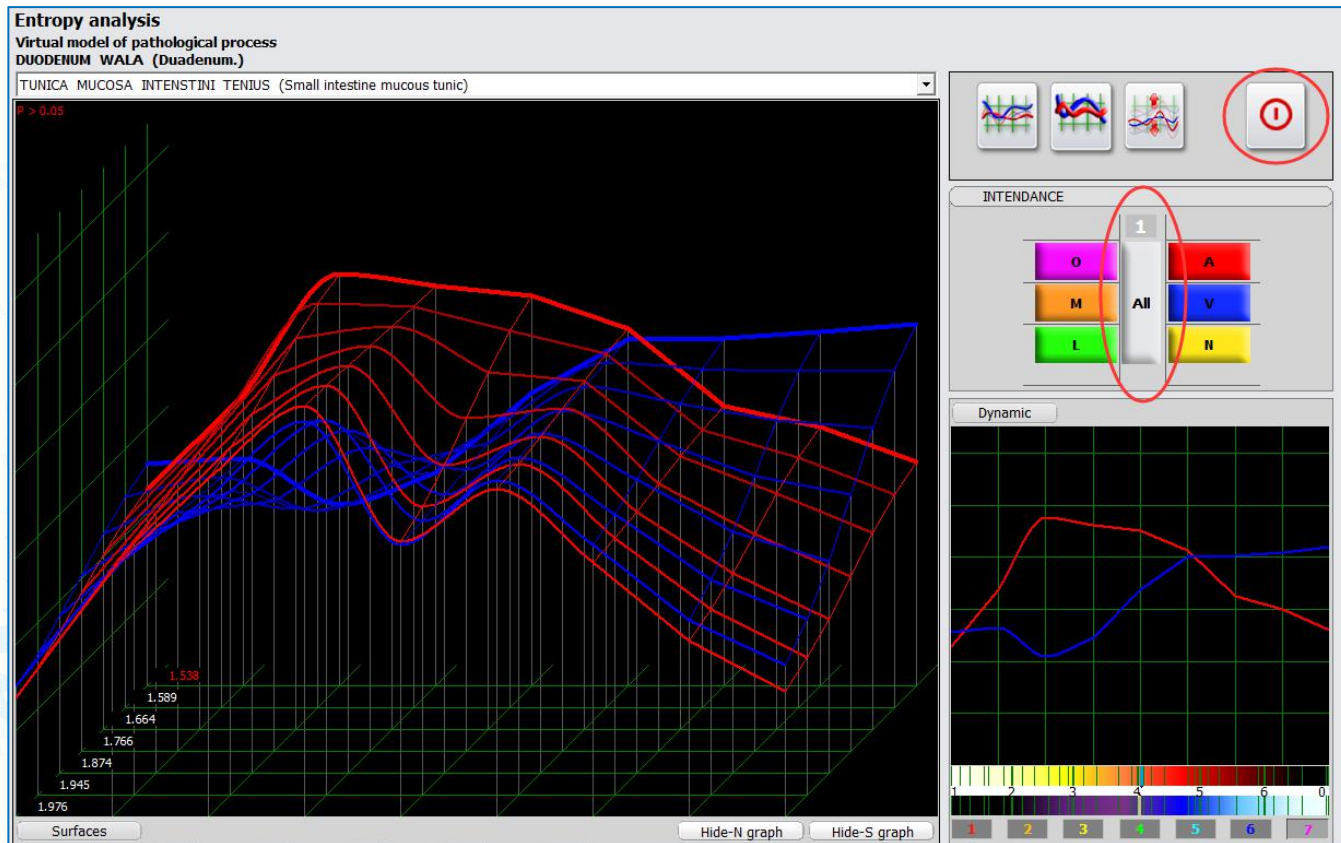 Entropy analysis
Virtual model of pathological process
DUODENUM WALA (Duadenum.)
TUNICA MUCOSA INTENSTINI TENIUS (Small intestine mucous tunic)
P > 0.05
1.538
1.589
1.664
1.766
1.874
1.945
1.976
Surfaces
Hide-N graph
Hide-S graph
INTENDANCE
1
O
A
M
All
V
L
N
Dynamic
1 2 3 4 5 6 0
1 2 3 4 5 6 7